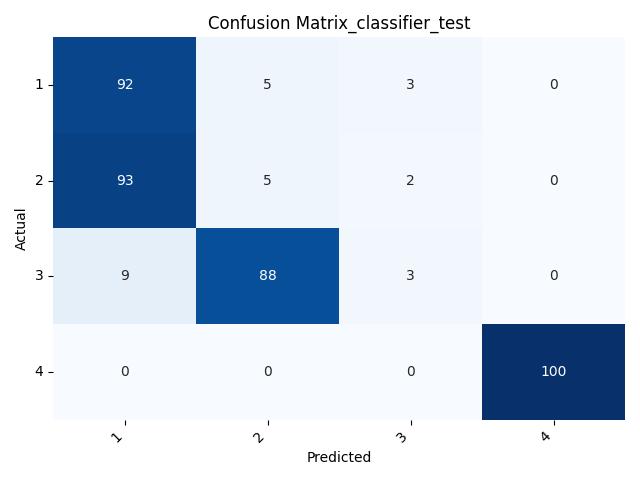 Confusion Matrix_classifier_test
Actual
1 92 5 3 0
2 93 5 2 0
3 9 88 3 0
4 0 0 0 100
1 2 3 4
Predicted